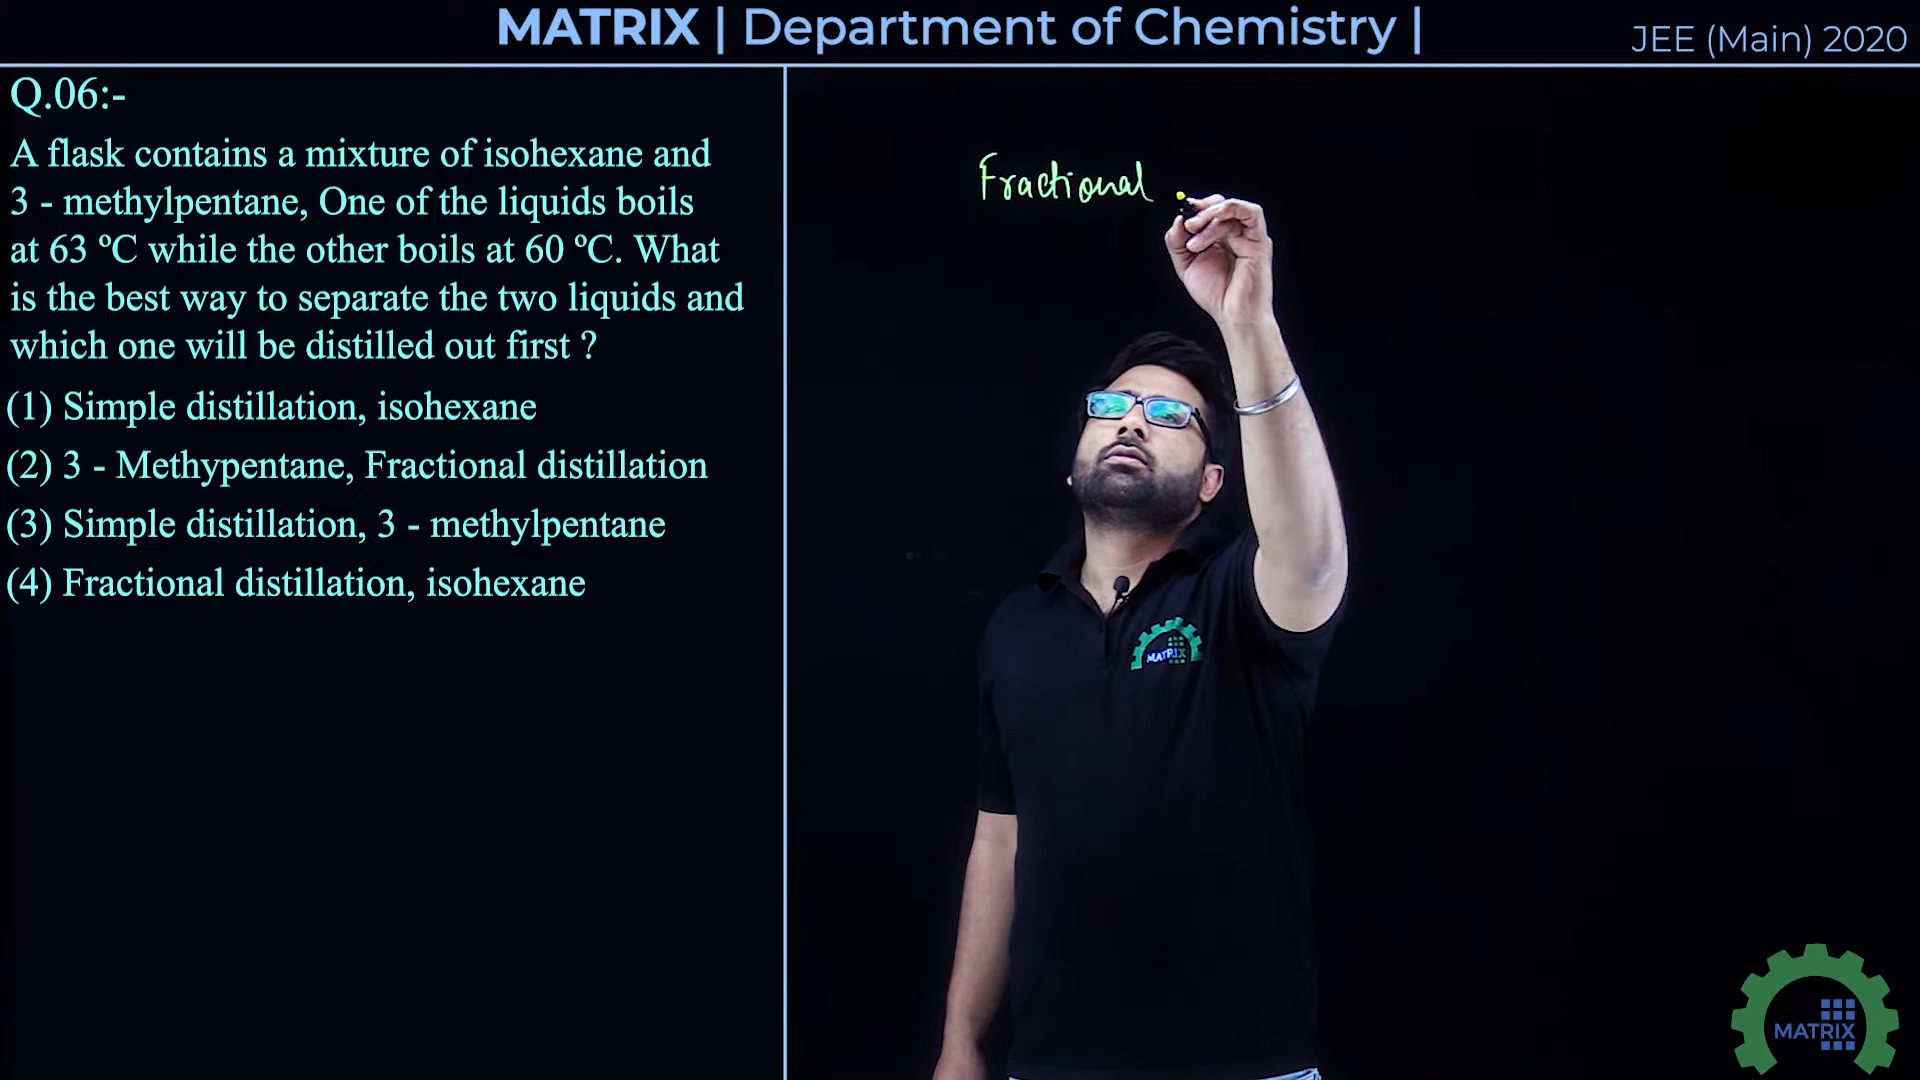 MATRIX | Department of Chemistry |
JEE (Main) 2020
Q.06:-
A flask contains a mixture of isohexane and
3 - methylpentane, One of the liquids boils
at 63 ºC while the other boils at 60 ºC. What
is the best way to separate the two liquids and
which one will be distilled out first ?
(1) Simple distillation, isohexane
(2) 3 - Methypentane, Fractional distillation
(3) Simple distillation, 3 - methylpentane
(4) Fractional distillation, isohexane
Fractional
MATRIX
MATRIX